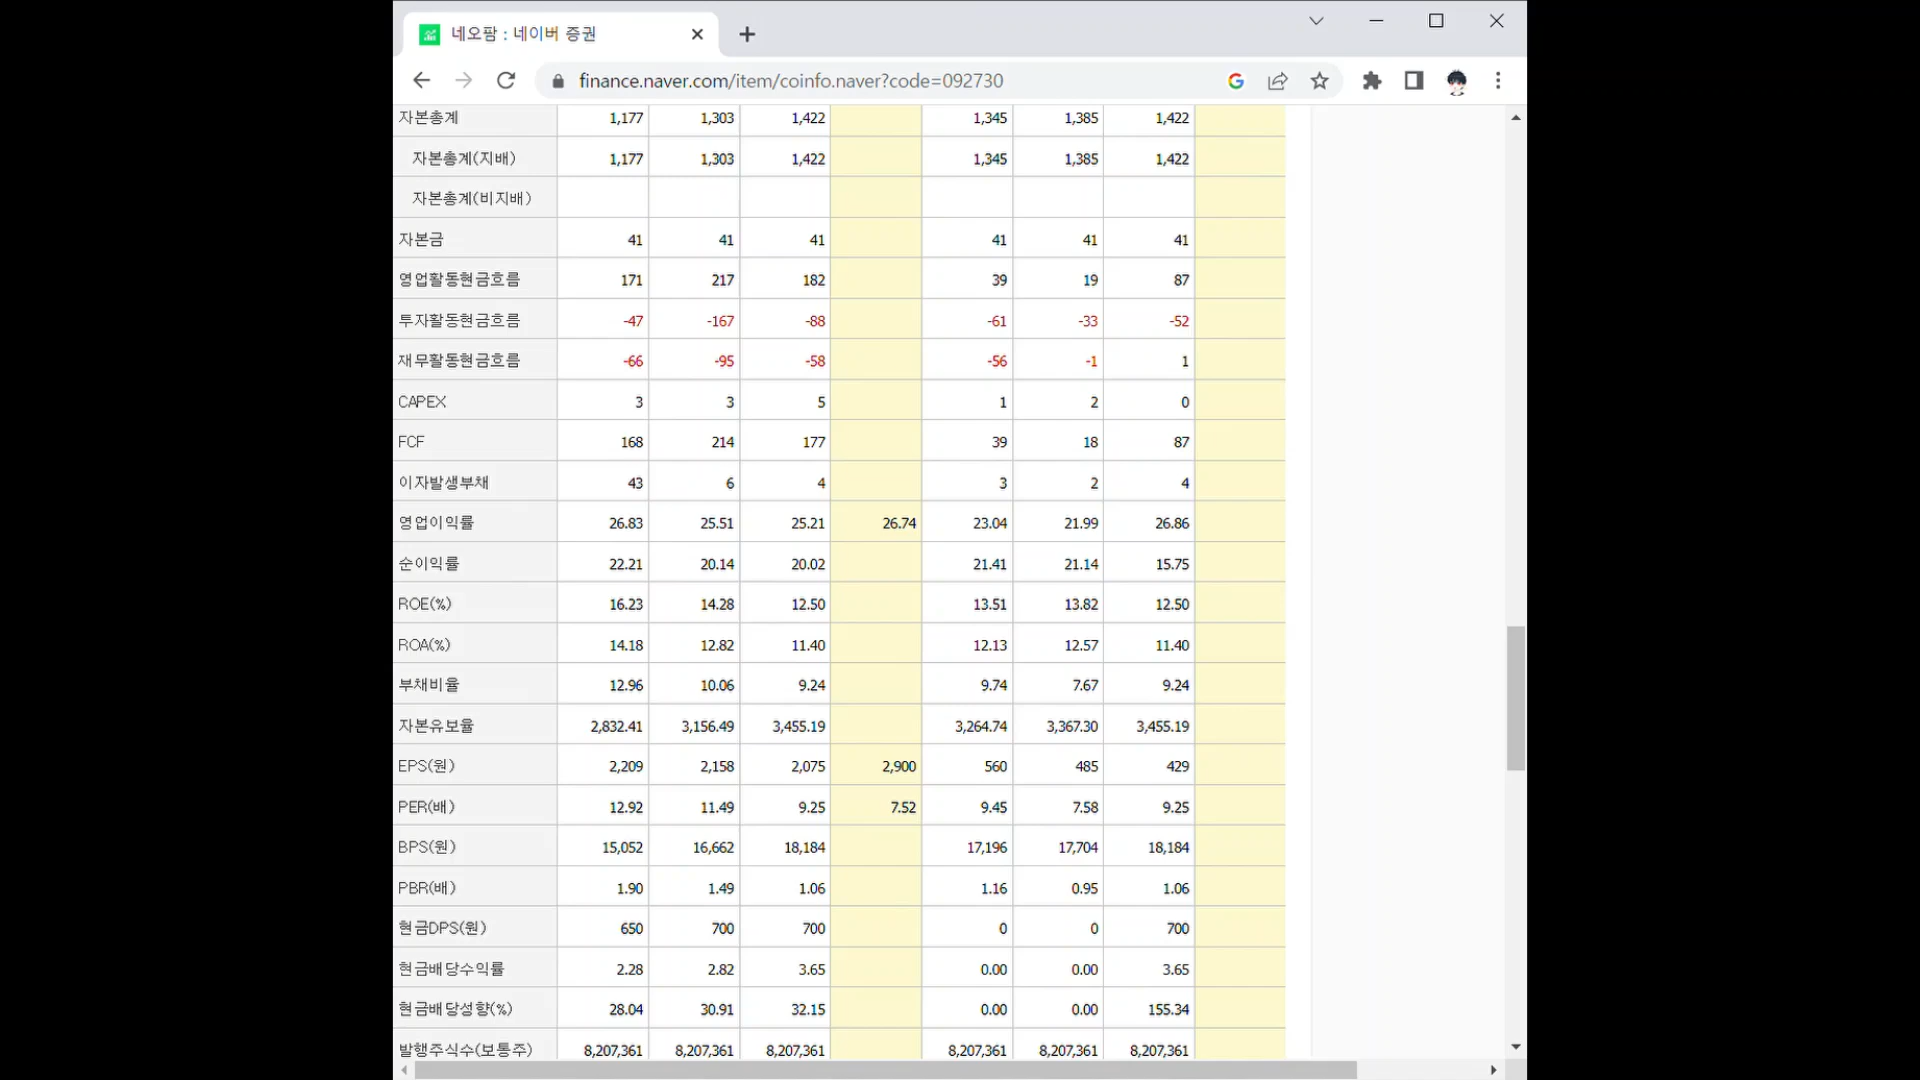 네오팜 : 네이버 증권
finance.naver.com/item/coinfo.naver?code=092730
자본총계 1,177 1,303 1,422 1,345 1,385 1,422
자본총계(지배) 1,177 1,303 1,422 1,345 1,385 1,422
자본총계(비지배)
자본금 41 41 41 41 41 41
영업활동현금흐름 171 217 182 39 19 87
투자활동현금흐름 -47 -167 -88 -61 -33 -52
재무활동현금흐름 -66 -95 -58 -56 -1 1
CAPEX 3 3 5 1 2 0
FCF 168 214 177 39 18 87
이자발생부채 43 6 4 3 2 4
영업이익률 26.83 25.51 25.21 26.74 23.04 21.99 26.86
순이익률 22.21 20.14 20.02 21.41 21.14 15.75
ROE(%) 16.23 14.28 12.50 13.51 13.82 12.50
ROA(%) 14.18 12.82 11.40 12.13 12.57 11.40
부채비율 12.96 10.06 9.24 9.74 7.67 9.24
자본유보율 2,832.41 3,156.49 3,455.19 3,264.74 3,367.30 3,455.19
EPS(원) 2,209 2,158 2,075 2,900 560 485 429
PER(배) 12.92 11.49 9.25 7.52 9.45 7.58 9.25
BPS(원) 15,052 16,662 18,184 17,196 17,704 18,184
PBR(배) 1.90 1.49 1.06 1.16 0.95 1.06
현금DPS(원) 650 700 700 0 0 700
현금배당수익률 2.28 2.82 3.65 0.00 0.00 3.65
현금배당성향(%) 28.04 30.91 32.15 0.00 0.00 155.34
발행주식수(보통주) 8,207,361 8,207,361 8,207,361 8,207,361 8,207,361 8,207,361